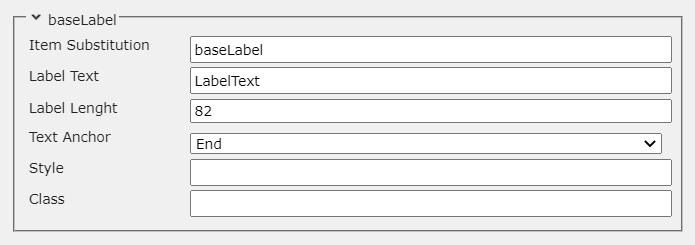 baseLabel
Item Substitution baseLabel
Label Text LabelText
Label Lenght 82
Text Anchor End
Style
Class